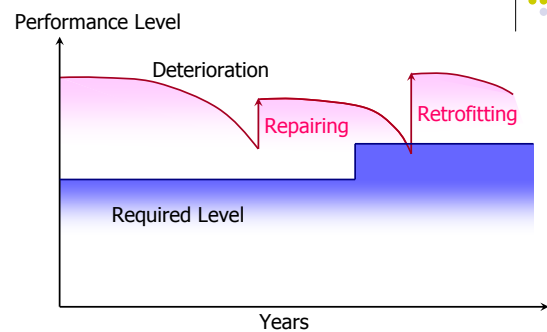 Performance Level
Deterioration
Repairing
Retrofitting
Required Level
Years